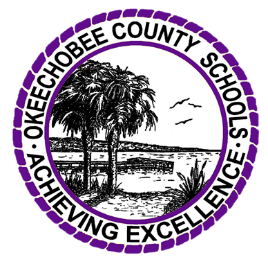 · OKEECHOBEE COUNTY SCHOOLS ·
ACHIEVING EXCELLENCE